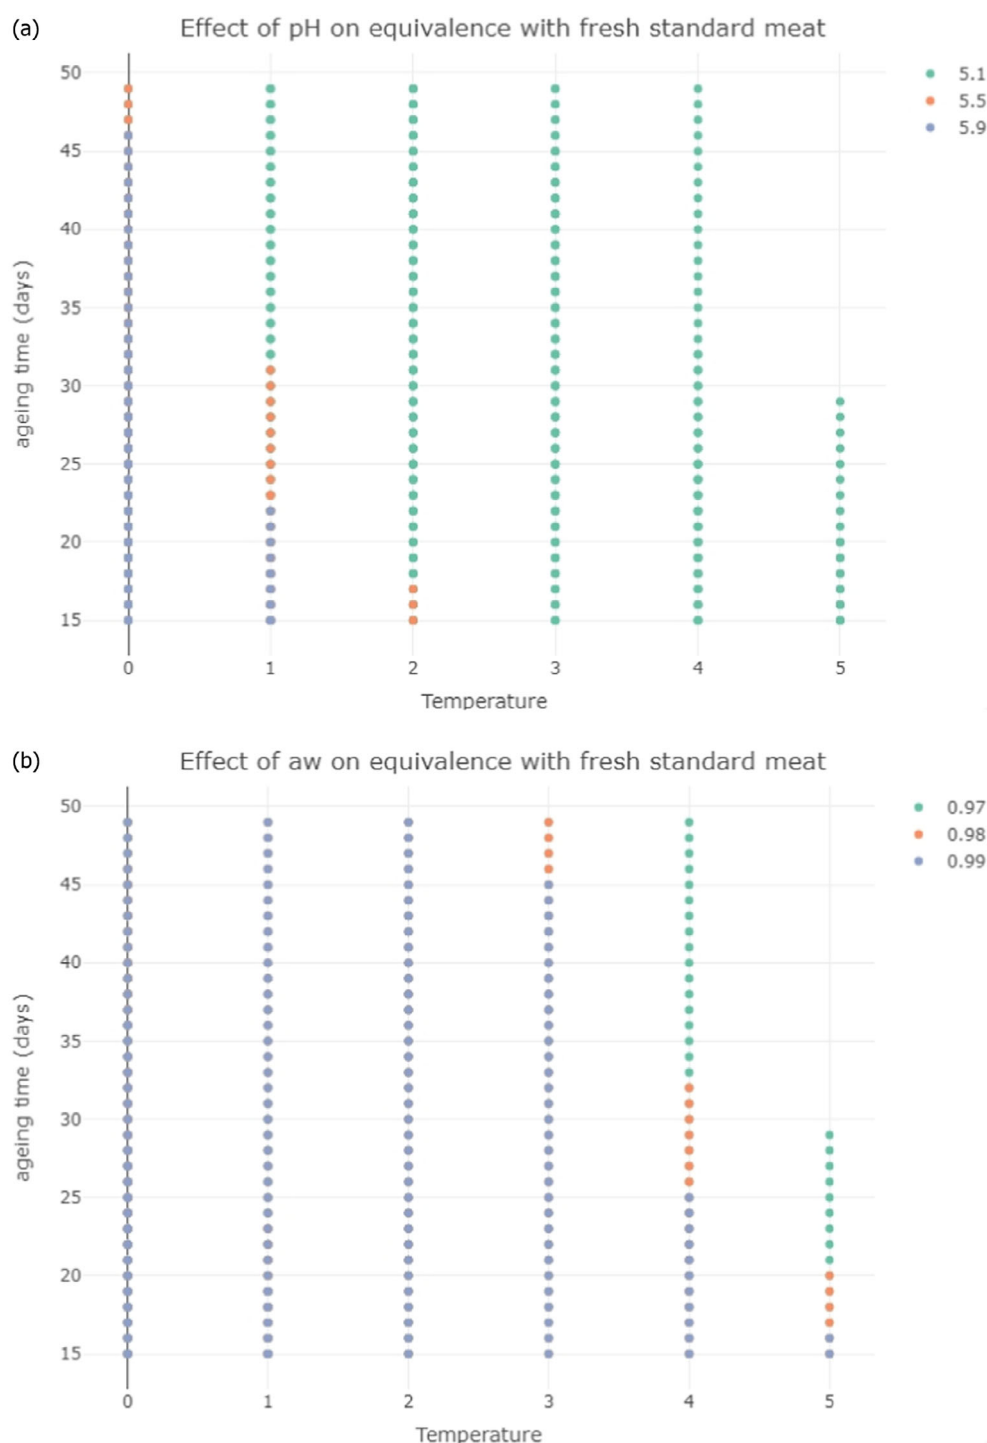 (a)
Effect of pH on equivalence with fresh standard meat
5.1
5.5
5.9
50
45
40
35
30
25
20
15
ageing time (days)
0 1 2 3 4 5
Temperature
(b)
Effect of aw on equivalence with fresh standard meat
0.97
0.98
0.99
50
45
40
35
30
25
20
15
ageing time (days)
0 1 2 3 4 5
Temperature